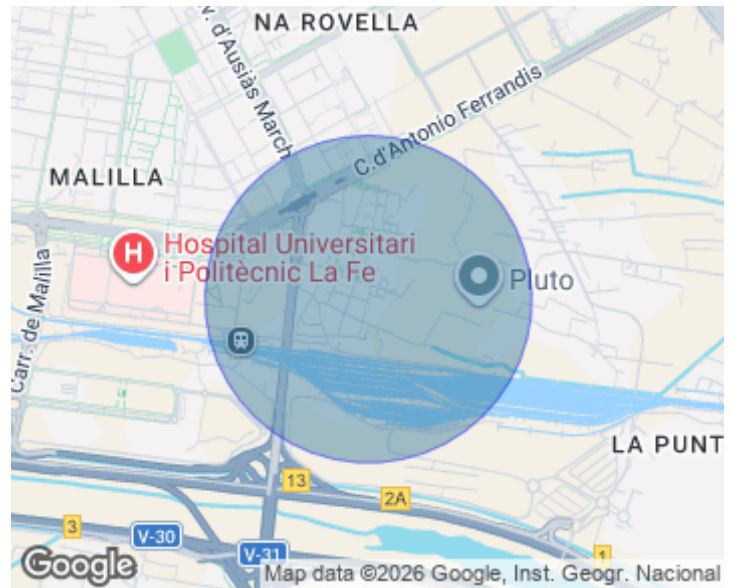 NA ROVELLA
v. d'Ausiàs March
C.d'Antonio Ferrandis
MALILLA
H
Hospital Universitari
i Politècnic La Fe
Pluto
Carr. de Malilla
LA PUNT
13
2A
3
V-30
V-31
1
Google
Map data ©2026 Google, Inst. Geogr. Nacional